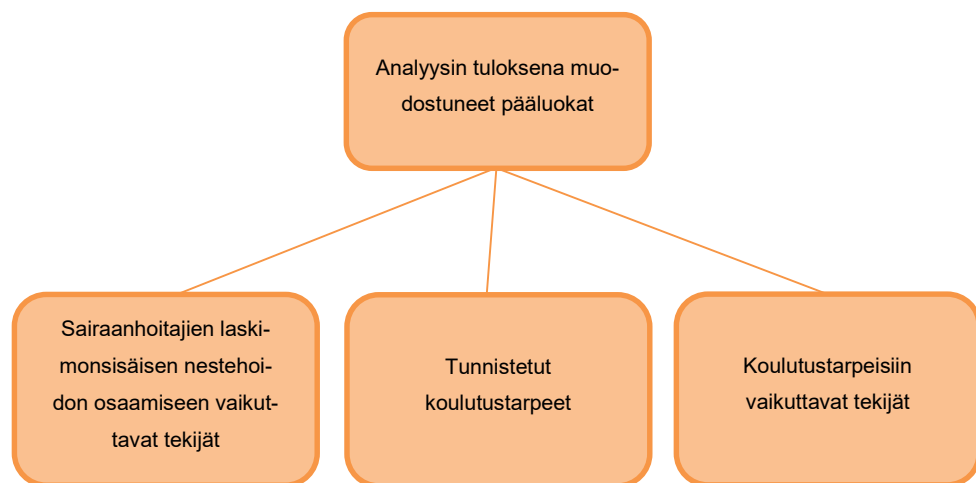 Analyysin tuloksena muo-
dostuneet pääluokat
Sairaanhoitajien laski-
monsisäisen nestehoi-
don osaamiseen vaikut-
tavat tekijät
Tunnistetut
koulutustarpeet
Koulutustarpeisiin
vaikuttavat tekijät